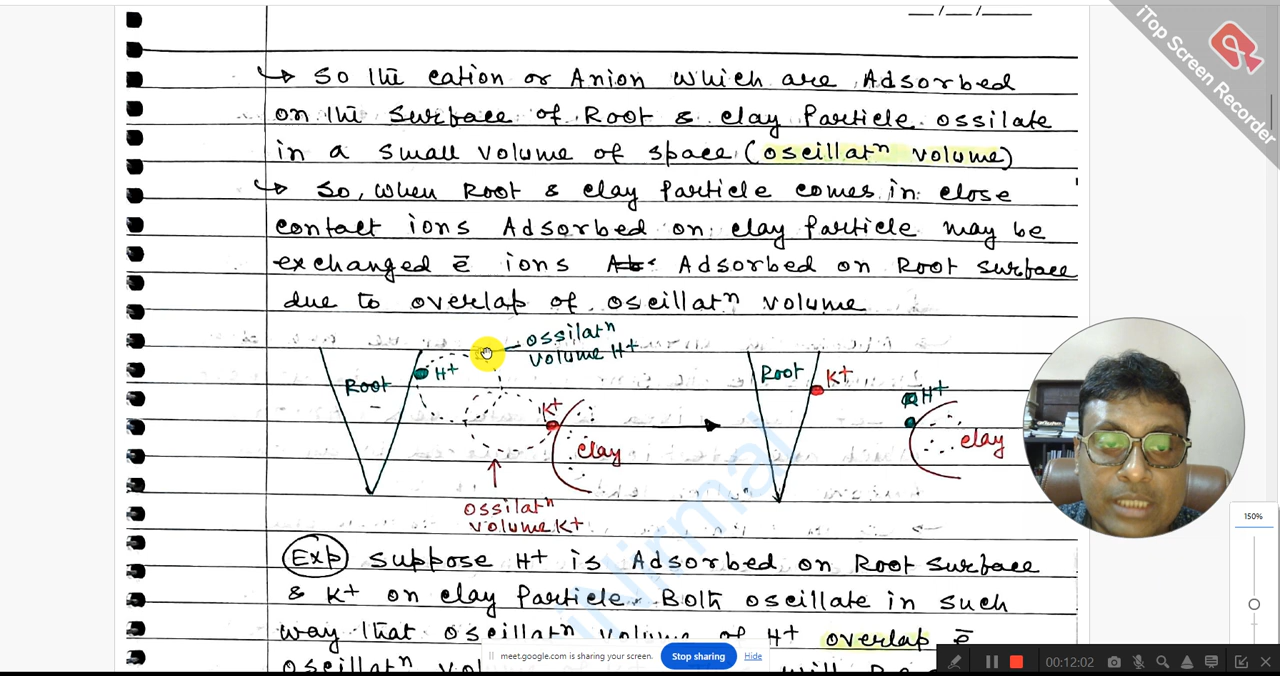 __/__/____
iTop Screen Recorder
↳ So the cation or Anion which are Adsorbed
on the surface of Root & clay Particle ossilate
in a small volume of space (oscillatⁿ volume)
↳ So, when Root & clay Particle comes in close
contact ions Adsorbed on clay Particle may be
exchanged ē ions Adsorbed on Root surface
due to overlap of oscillatⁿ volume
ossilatⁿ
volume H+
Root
H+
K+
clay
ossilatⁿ
volume K+
Root
K+
H+
clay
Nirmal
Exp Suppose H+ is Adsorbed on Root surface
& K+ on clay Particle. Both oscillate in such
way that oscillatⁿ volume of H+ overlap ē
oscillatⁿ
150%
meet.google.com is sharing your screen. Stop sharing Hide
00:12:02